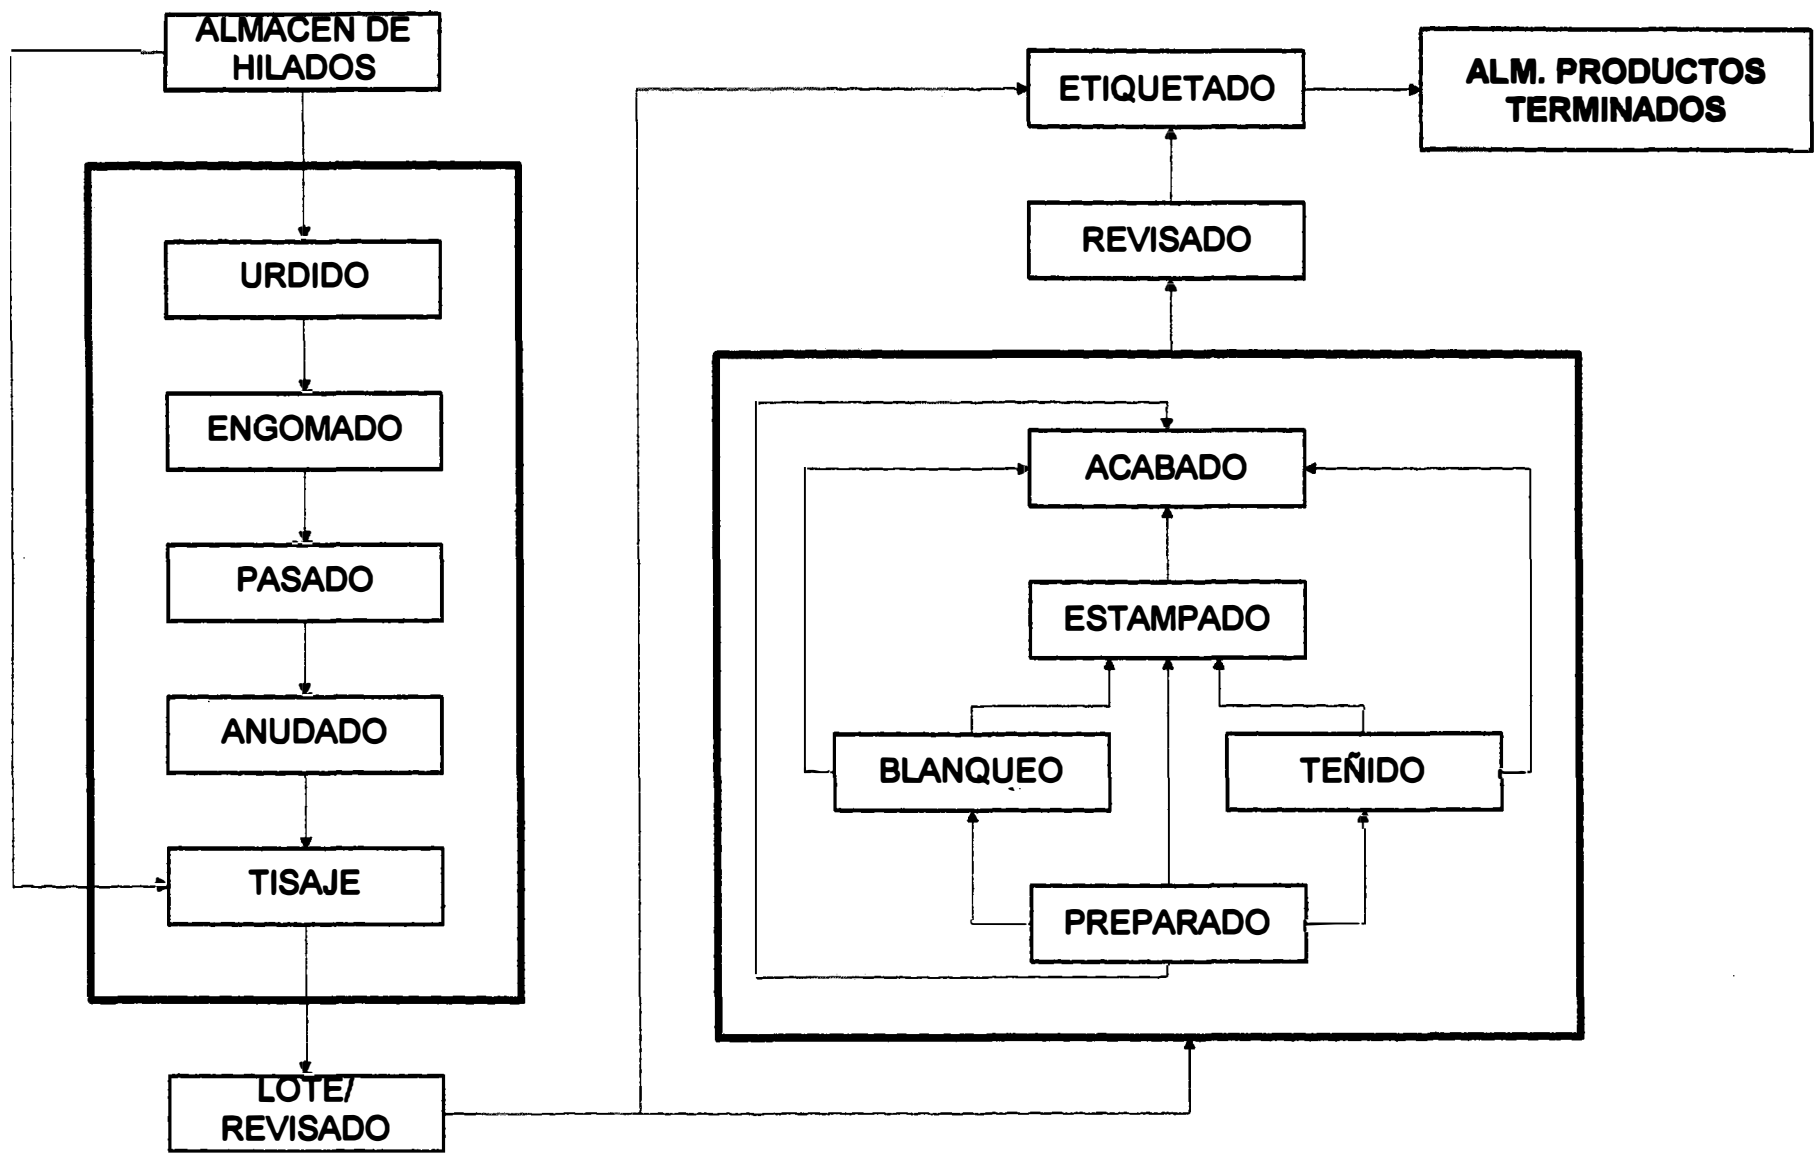 ALMACEN DE
HILADOS
URDIDO
ENGOMADO
PASADO
ANUDADO
TISAJE
LOTE/
REVISADO
ETIQUETADO
ALM. PRODUCTOS
TERMINADOS
REVISADO
ACABADO
ESTAMPADO
BLANQUEO
TEÑIDO
PREPARADO